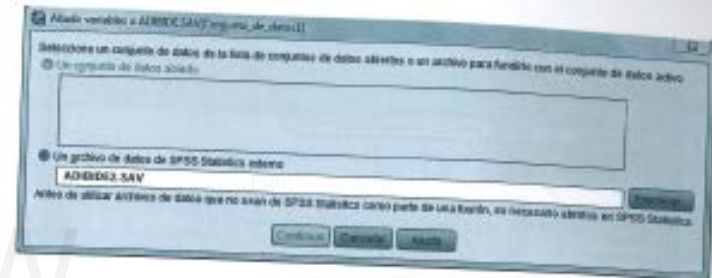 Añadir variables a ADIBIDE.SAV[Conjunto_de_datos1]
Seleccione un conjunto de datos de la lista de conjuntos de datos abiertos o un archivo para fundirlo con el conjunto de datos activo
Un conjunto de datos abierto
Un archivo de datos de SPSS Statistics externo
ADIBIDE2.SAV
Antes de utilizar archivos de datos que no sean de SPSS Statistics como parte de una fusión, es necesario abrirlos en SPSS Statistics.
Continuar Cancelar Ayuda